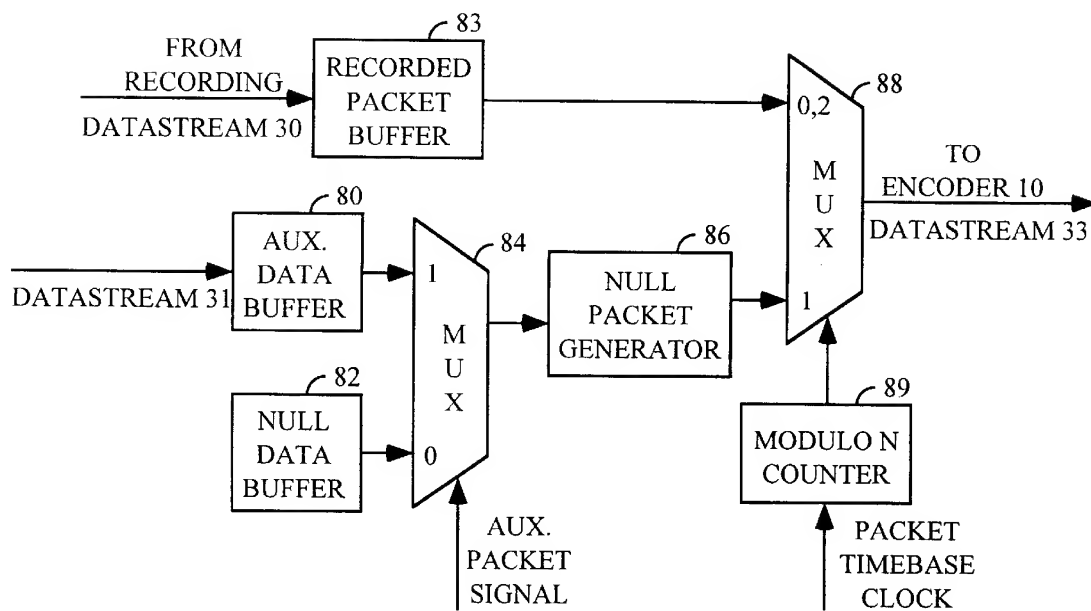 83
FROM
RECORDING
DATASTREAM 30
RECORDED
PACKET
BUFFER
0,2
MUX
1
88
TO
ENCODER 10
DATASTREAM 33
80
AUX.
DATA
BUFFER
DATASTREAM 31
1
MUX
0
84
86
NULL
PACKET
GENERATOR
82
NULL
DATA
BUFFER
89
MODULO N
COUNTER
AUX.
PACKET
SIGNAL
PACKET
TIMEBASE
CLOCK